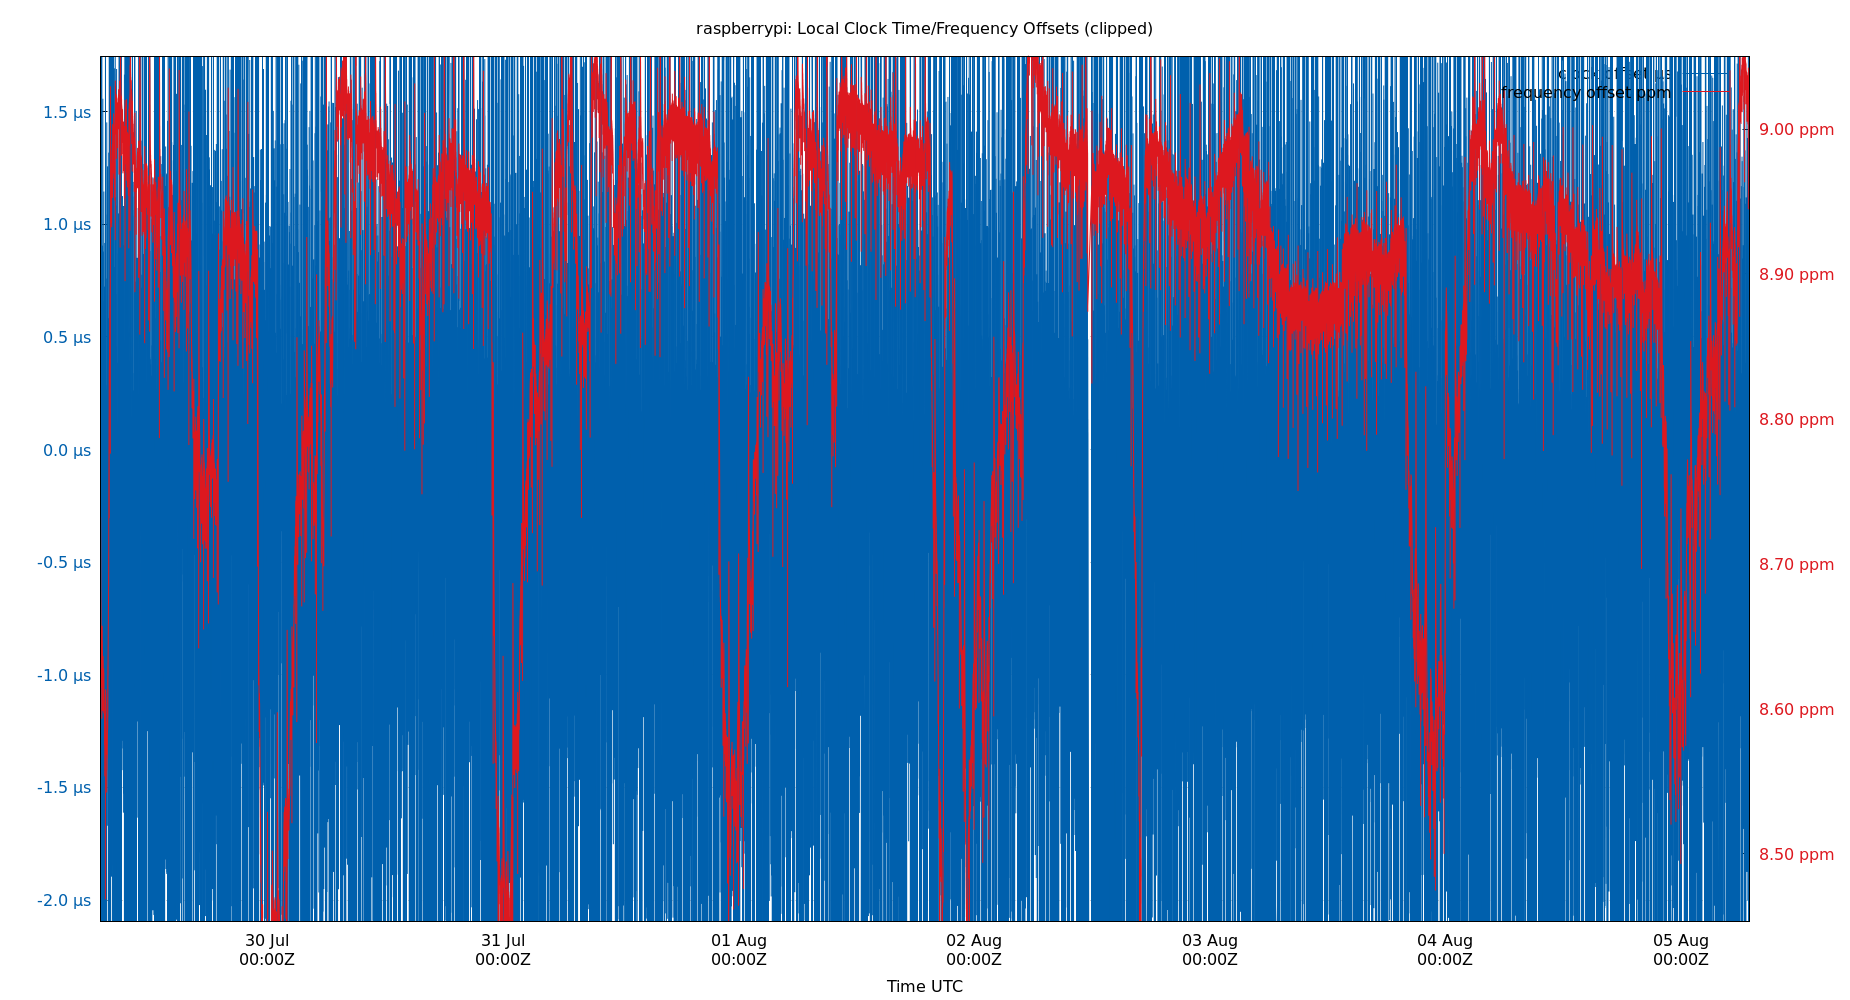 raspberrypi: Local Clock Time/Frequency Offsets (clipped)
clock offset µs
frequency offset ppm
1.5 µs
1.0 µs
0.5 µs
0.0 µs
-0.5 µs
-1.0 µs
-1.5 µs
-2.0 µs
9.00 ppm
8.90 ppm
8.80 ppm
8.70 ppm
8.60 ppm
8.50 ppm
30 Jul
00:00Z
31 Jul
00:00Z
01 Aug
00:00Z
02 Aug
00:00Z
03 Aug
00:00Z
04 Aug
00:00Z
05 Aug
00:00Z
Time UTC